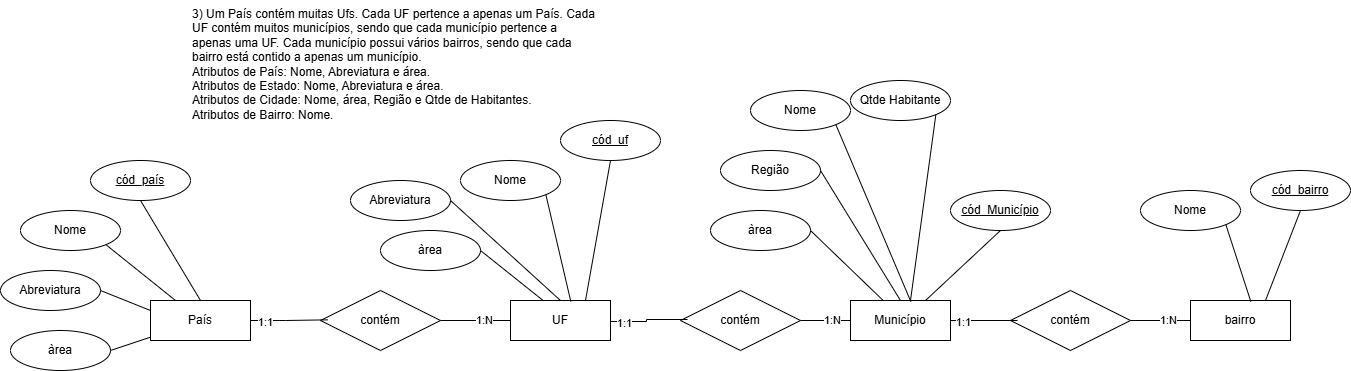 3) Um País contém muitas Ufs. Cada UF pertence a apenas um País. Cada
UF contém muitos municípios, sendo que cada município pertence a
apenas uma UF. Cada município possui vários bairros, sendo que cada
bairro está contido a apenas um município.
Atributos de País: Nome, Abreviatura e área.
Atributos de Estado: Nome, Abreviatura e área.
Atributos de Cidade: Nome, área, Região e Qtde de Habitantes.
Atributos de Bairro: Nome.
cód_país
Nome
Abreviatura
àrea
País
1:1
contém
1:N
Abreviatura
àrea
Nome
cód_uf
UF
1:1
contém
1:N
Nome
Qtde Habitante
Região
àrea
cód_Município
Município
1:1
contém
1:N
Nome
cód_bairro
bairro